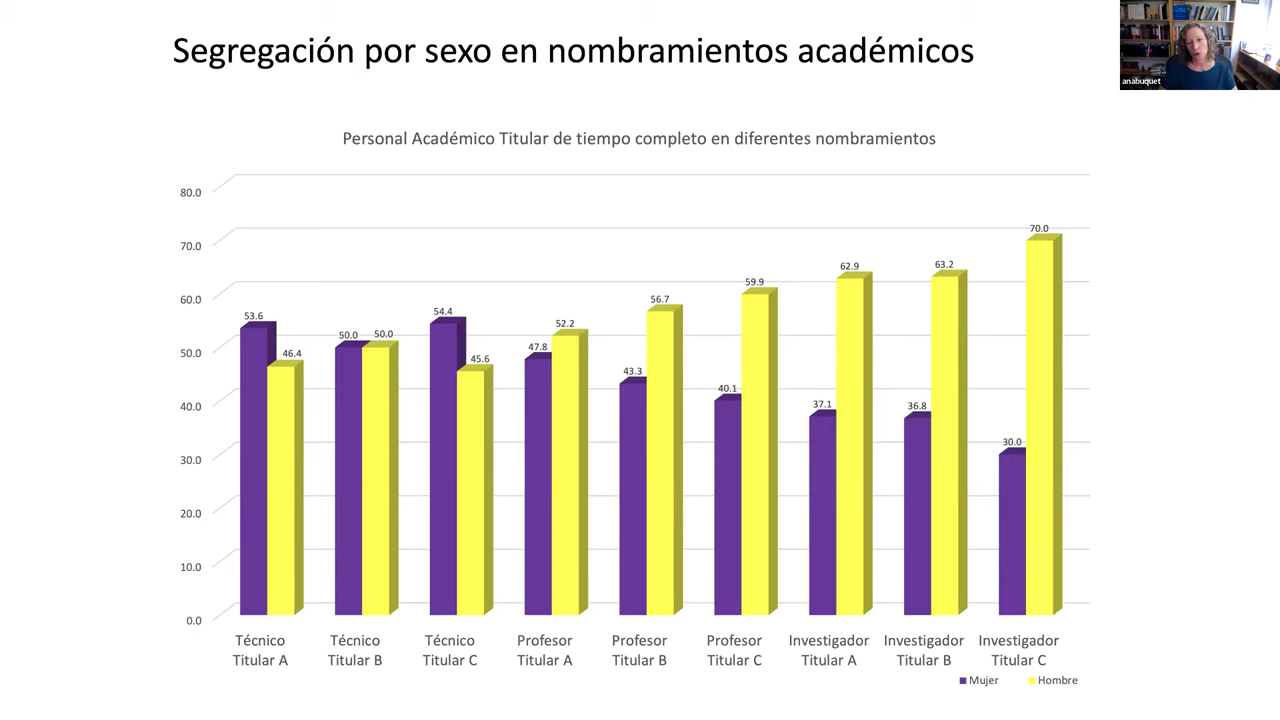 Segregación por sexo en nombramientos académicos
anabuquet
Personal Académico Titular de tiempo completo en diferentes nombramientos
80.0
70.0
60.0
50.0
40.0
30.0
20.0
10.0
0.0
53.6
46.4
50.0
50.0
54.4
45.6
47.8
52.2
43.3
56.7
40.1
59.9
37.1
62.9
36.8
63.2
30.0
70.0
Técnico
Titular A
Técnico
Titular B
Técnico
Titular C
Profesor
Titular A
Profesor
Titular B
Profesor
Titular C
Investigador
Titular A
Investigador
Titular B
Investigador
Titular C
Mujer
Hombre